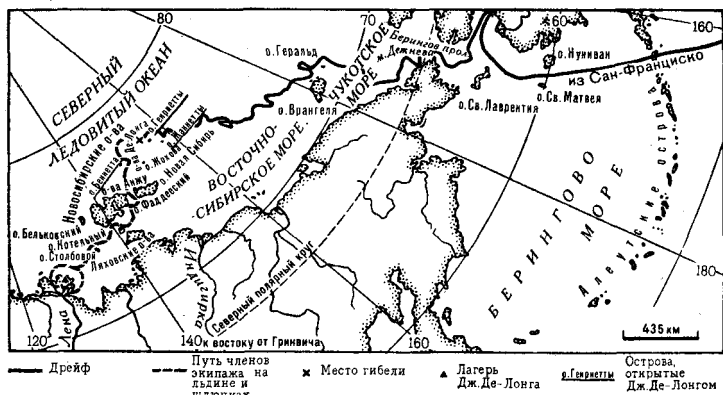 80
70
60
160
СЕВЕРНЫЙ
ЛЕДОВИТЫЙ ОКЕАН
о. Геральд
о. Врангеля
ЧУКОТСКОЕ
МОРЕ
Берингов прол.
м. Дежнева
о. Нуниван
из Сан-Франциско
о. Св. Лаврентия
о. Св. Матвея
Новосибирские о-ва
о-ва Де-Лонга
о. Генриетты
о. Жаннетты
о. Беннетта
о. Жохова
о. Новая Сибирь
о-ва Анжу
о. Фаддеевский
о. Бельковский
о. Котельный
о. Столбовой
Ляховские о-ва
ВОСТОЧНО-
СИБИРСКОЕ МОРЕ
БЕРИНГОВО
МОРЕ
Алеутские острова
180
Лена
Индигирка
Северный полярный круг
120
140
к востоку от Гринвича
160
435 км
Дрейф
Путь членов
экипажа на
льдине и
шлюпках
Место гибели
Лагерь
Дж.Де-Лонга
о.Генриетты
Острова,
открытые
Дж.Де-Лонгом